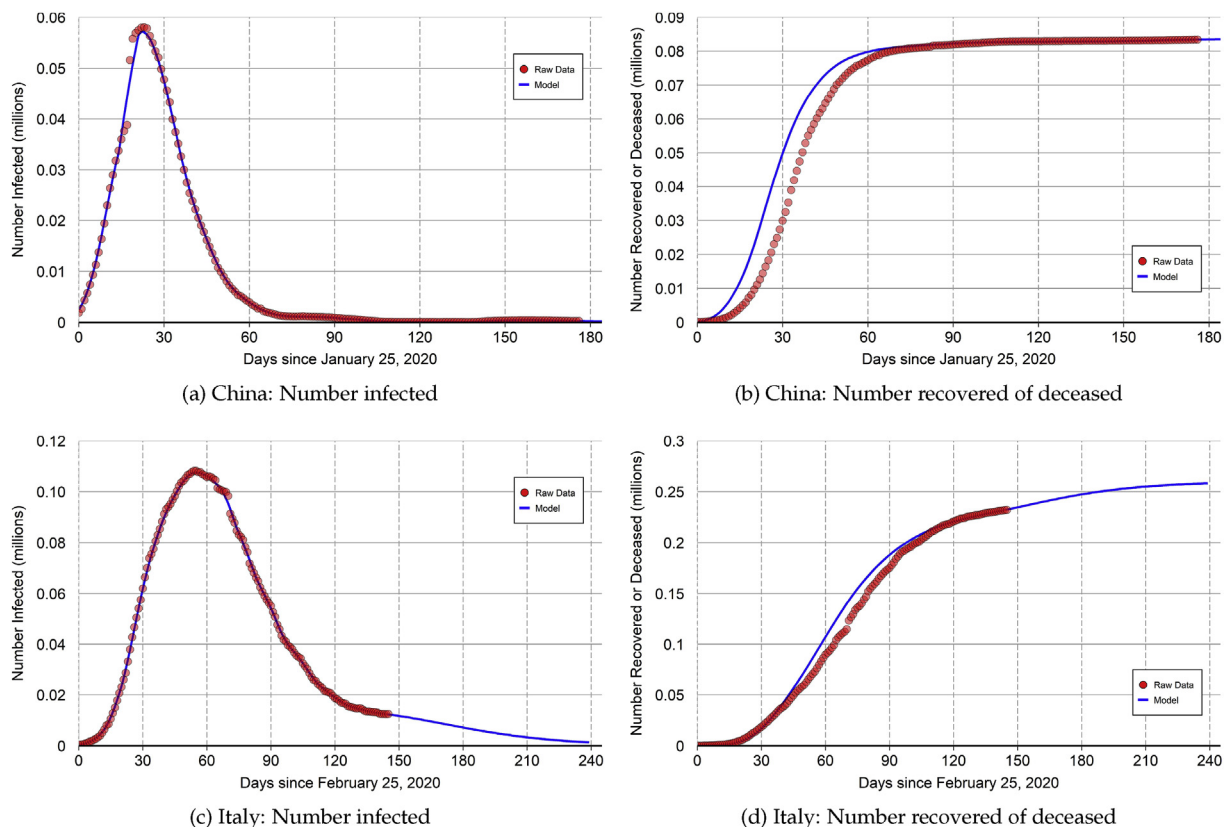 0.06
0.05
0.04
0.03
0.02
0.01
0
Number Infected (millions)
Raw Data
Model
0 30 60 90 120 150 180
Days since January 25, 2020
(a) China: Number infected
0.09
0.08
0.07
0.06
0.05
0.04
0.03
0.02
0.01
0
Number Recovered or Deceased (millions)
Raw Data
Model
0 30 60 90 120 150 180
Days since January 25, 2020
(b) China: Number recovered of deceased
0.12
0.10
0.08
0.06
0.04
0.02
0
Number Infected (millions)
Raw Data
Model
0 30 60 90 120 150 180 210 240
Days since February 25, 2020
(c) Italy: Number infected
0.3
0.25
0.2
0.15
0.1
0.05
0
Number Recovered or Deceased (millions)
Raw Data
Model
0 30 60 90 120 150 180 210 240
Days since February 25, 2020
(d) Italy: Number recovered of deceased